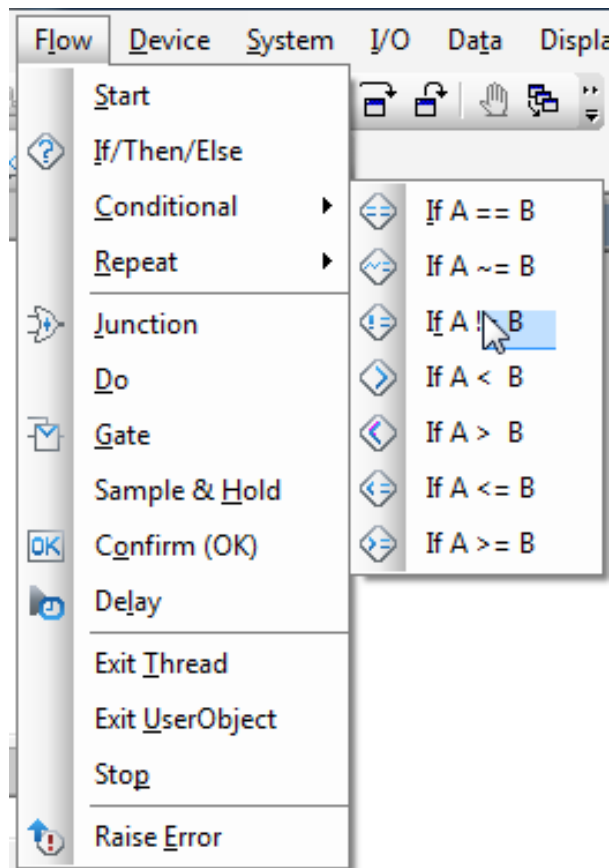 Flow Device System I/O Data Displa
Start
If/Then/Else
Conditional
Repeat
Junction
Do
Gate
Sample & Hold
OK Confirm (OK)
Delay
Exit Thread
Exit UserObject
Stop
Raise Error
== If A == B
~= If A ~= B
!= If A != B
If A < B
If A > B
<= If A <= B
>= If A >= B